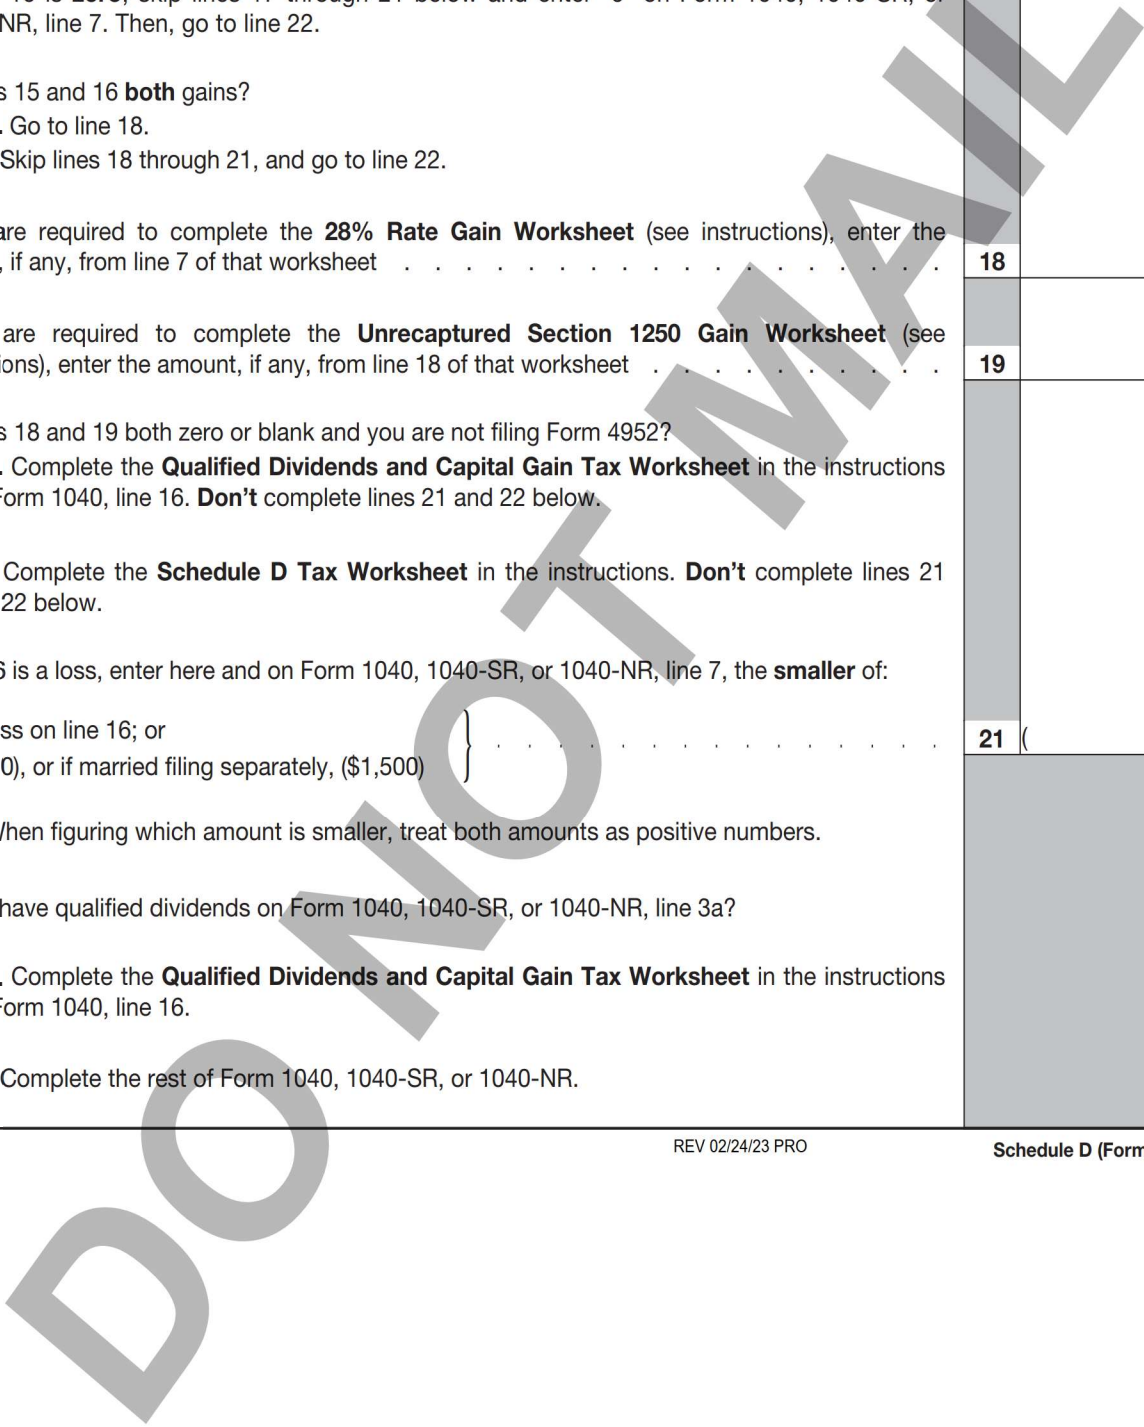 NR, line 7. Then, go to line 22.
s 15 and 16 both gains?
. Go to line 18.
Skip lines 18 through 21, and go to line 22.
are required to complete the 28% Rate Gain Worksheet (see instructions), enter the
, if any, from line 7 of that worksheet . . . . . . . . . . . . . . . . . . 18
are required to complete the Unrecaptured Section 1250 Gain Worksheet (see
ions), enter the amount, if any, from line 18 of that worksheet . . . . . . . . . . 19
s 18 and 19 both zero or blank and you are not filing Form 4952?
. Complete the Qualified Dividends and Capital Gain Tax Worksheet in the instructions
Form 1040, line 16. Don't complete lines 21 and 22 below.
Complete the Schedule D Tax Worksheet in the instructions. Don't complete lines 21
22 below.
6 is a loss, enter here and on Form 1040, 1040-SR, or 1040-NR, line 7, the smaller of:
ss on line 16; or
. . . . . . . . . . . . . . . 21 (
0), or if married filing separately, ($1,500)
When figuring which amount is smaller, treat both amounts as positive numbers.
have qualified dividends on Form 1040, 1040-SR, or 1040-NR, line 3a?
. Complete the Qualified Dividends and Capital Gain Tax Worksheet in the instructions
Form 1040, line 16.
Complete the rest of Form 1040, 1040-SR, or 1040-NR.
REV 02/24/23 PRO
Schedule D (Form
DO NOT MAIL